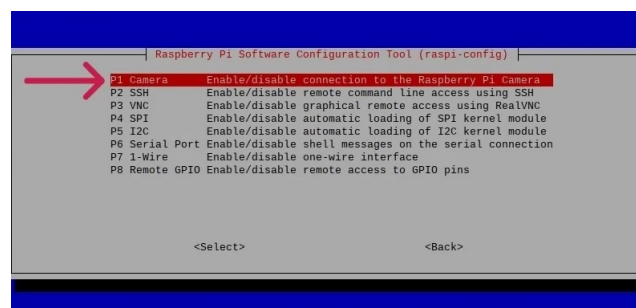 Raspberry Pi Software Configuration Tool (raspi-config)
P1 Camera Enable/disable connection to the Raspberry Pi Camera
P2 SSH Enable/disable remote command line access using SSH
P3 VNC Enable/disable graphical remote access using RealVNC
P4 SPI Enable/disable automatic loading of SPI kernel module
P5 I2C Enable/disable automatic loading of I2C kernel module
P6 Serial Port Enable/disable shell messages on the serial connection
P7 1-Wire Enable/disable one-wire interface
P8 Remote GPIO Enable/disable remote access to GPIO pins
<Select> <Back>